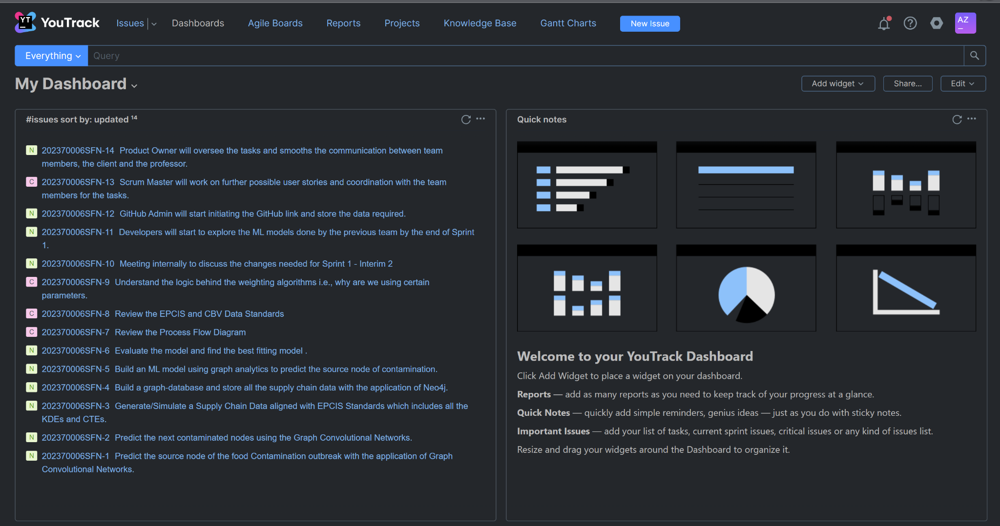 YT
YouTrack
Issues
Dashboards
Agile Boards
Reports
Projects
Knowledge Base
Gantt Charts
New Issue
AZ
Everything
Query
My Dashboard
Add widget
Share...
Edit
#issues sort by: updated 14
N 202370006SFN-14 Product Owner will oversee the tasks and smooths the communication between team
members, the client and the professor.
C 202370006SFN-13 Scrum Master will work on further possible user stories and coordination with the team
members for the tasks.
N 202370006SFN-12 GitHub Admin will start initiating the GitHub link and store the data required.
N 202370006SFN-11 Developers will start to explore the ML models done by the previous team by the end of Sprint
1.
N 202370006SFN-10 Meeting internally to discuss the changes needed for Sprint 1 - Interim 2
C 202370006SFN-9 Understand the logic behind the weighting algorithms i.e., why are we using certain
parameters.
C 202370006SFN-8 Review the EPCIS and CBV Data Standards
C 202370006SFN-7 Review the Process Flow Diagram
N 202370006SFN-6 Evaluate the model and find the best fitting model .
N 202370006SFN-5 Build an ML model using graph analytics to predict the source node of contamination.
N 202370006SFN-4 Build a graph-database and store all the supply chain data with the application of Neo4j.
N 202370006SFN-3 Generate/Simulate a Supply Chain Data aligned with EPCIS Standards which includes all the
KDEs and CTEs.
N 202370006SFN-2 Predict the next contaminated nodes using the Graph Convolutional Networks.
N 202370006SFN-1 Predict the source node of the food Contamination outbreak with the application of Graph
Convolutional Networks.
Quick notes
Welcome to your YouTrack Dashboard
Click Add Widget to place a widget on your dashboard.
Reports — add as many reports as you need to keep track of your progress at a glance.
Quick Notes — quickly add simple reminders, genius ideas — just as you do with sticky notes.
Important Issues — add your list of tasks, current sprint issues, critical issues or any kind of issues list.
Resize and drag your widgets around the Dashboard to organize it.